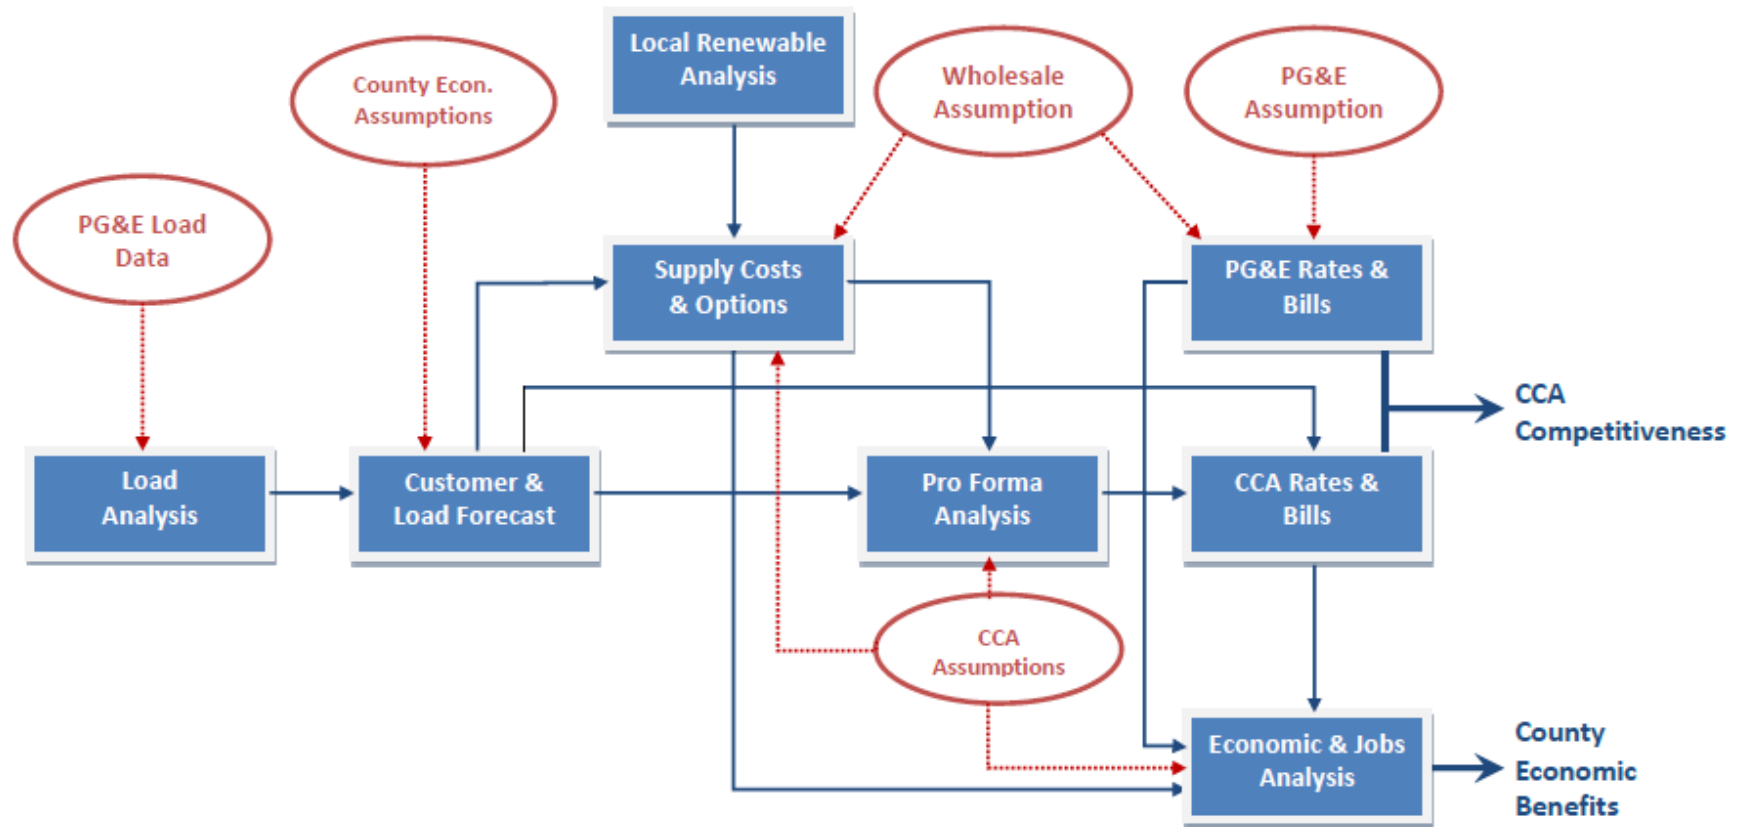 Local Renewable
Analysis
County Econ.
Assumptions
Wholesale
Assumption
PG&E
Assumption
PG&E Load
Data
Supply Costs
& Options
PG&E Rates &
Bills
CCA
Competitiveness
Load
Analysis
Customer &
Load Forecast
Pro Forma
Analysis
CCA Rates &
Bills
CCA
Assumptions
Economic & Jobs
Analysis
County
Economic
Benefits